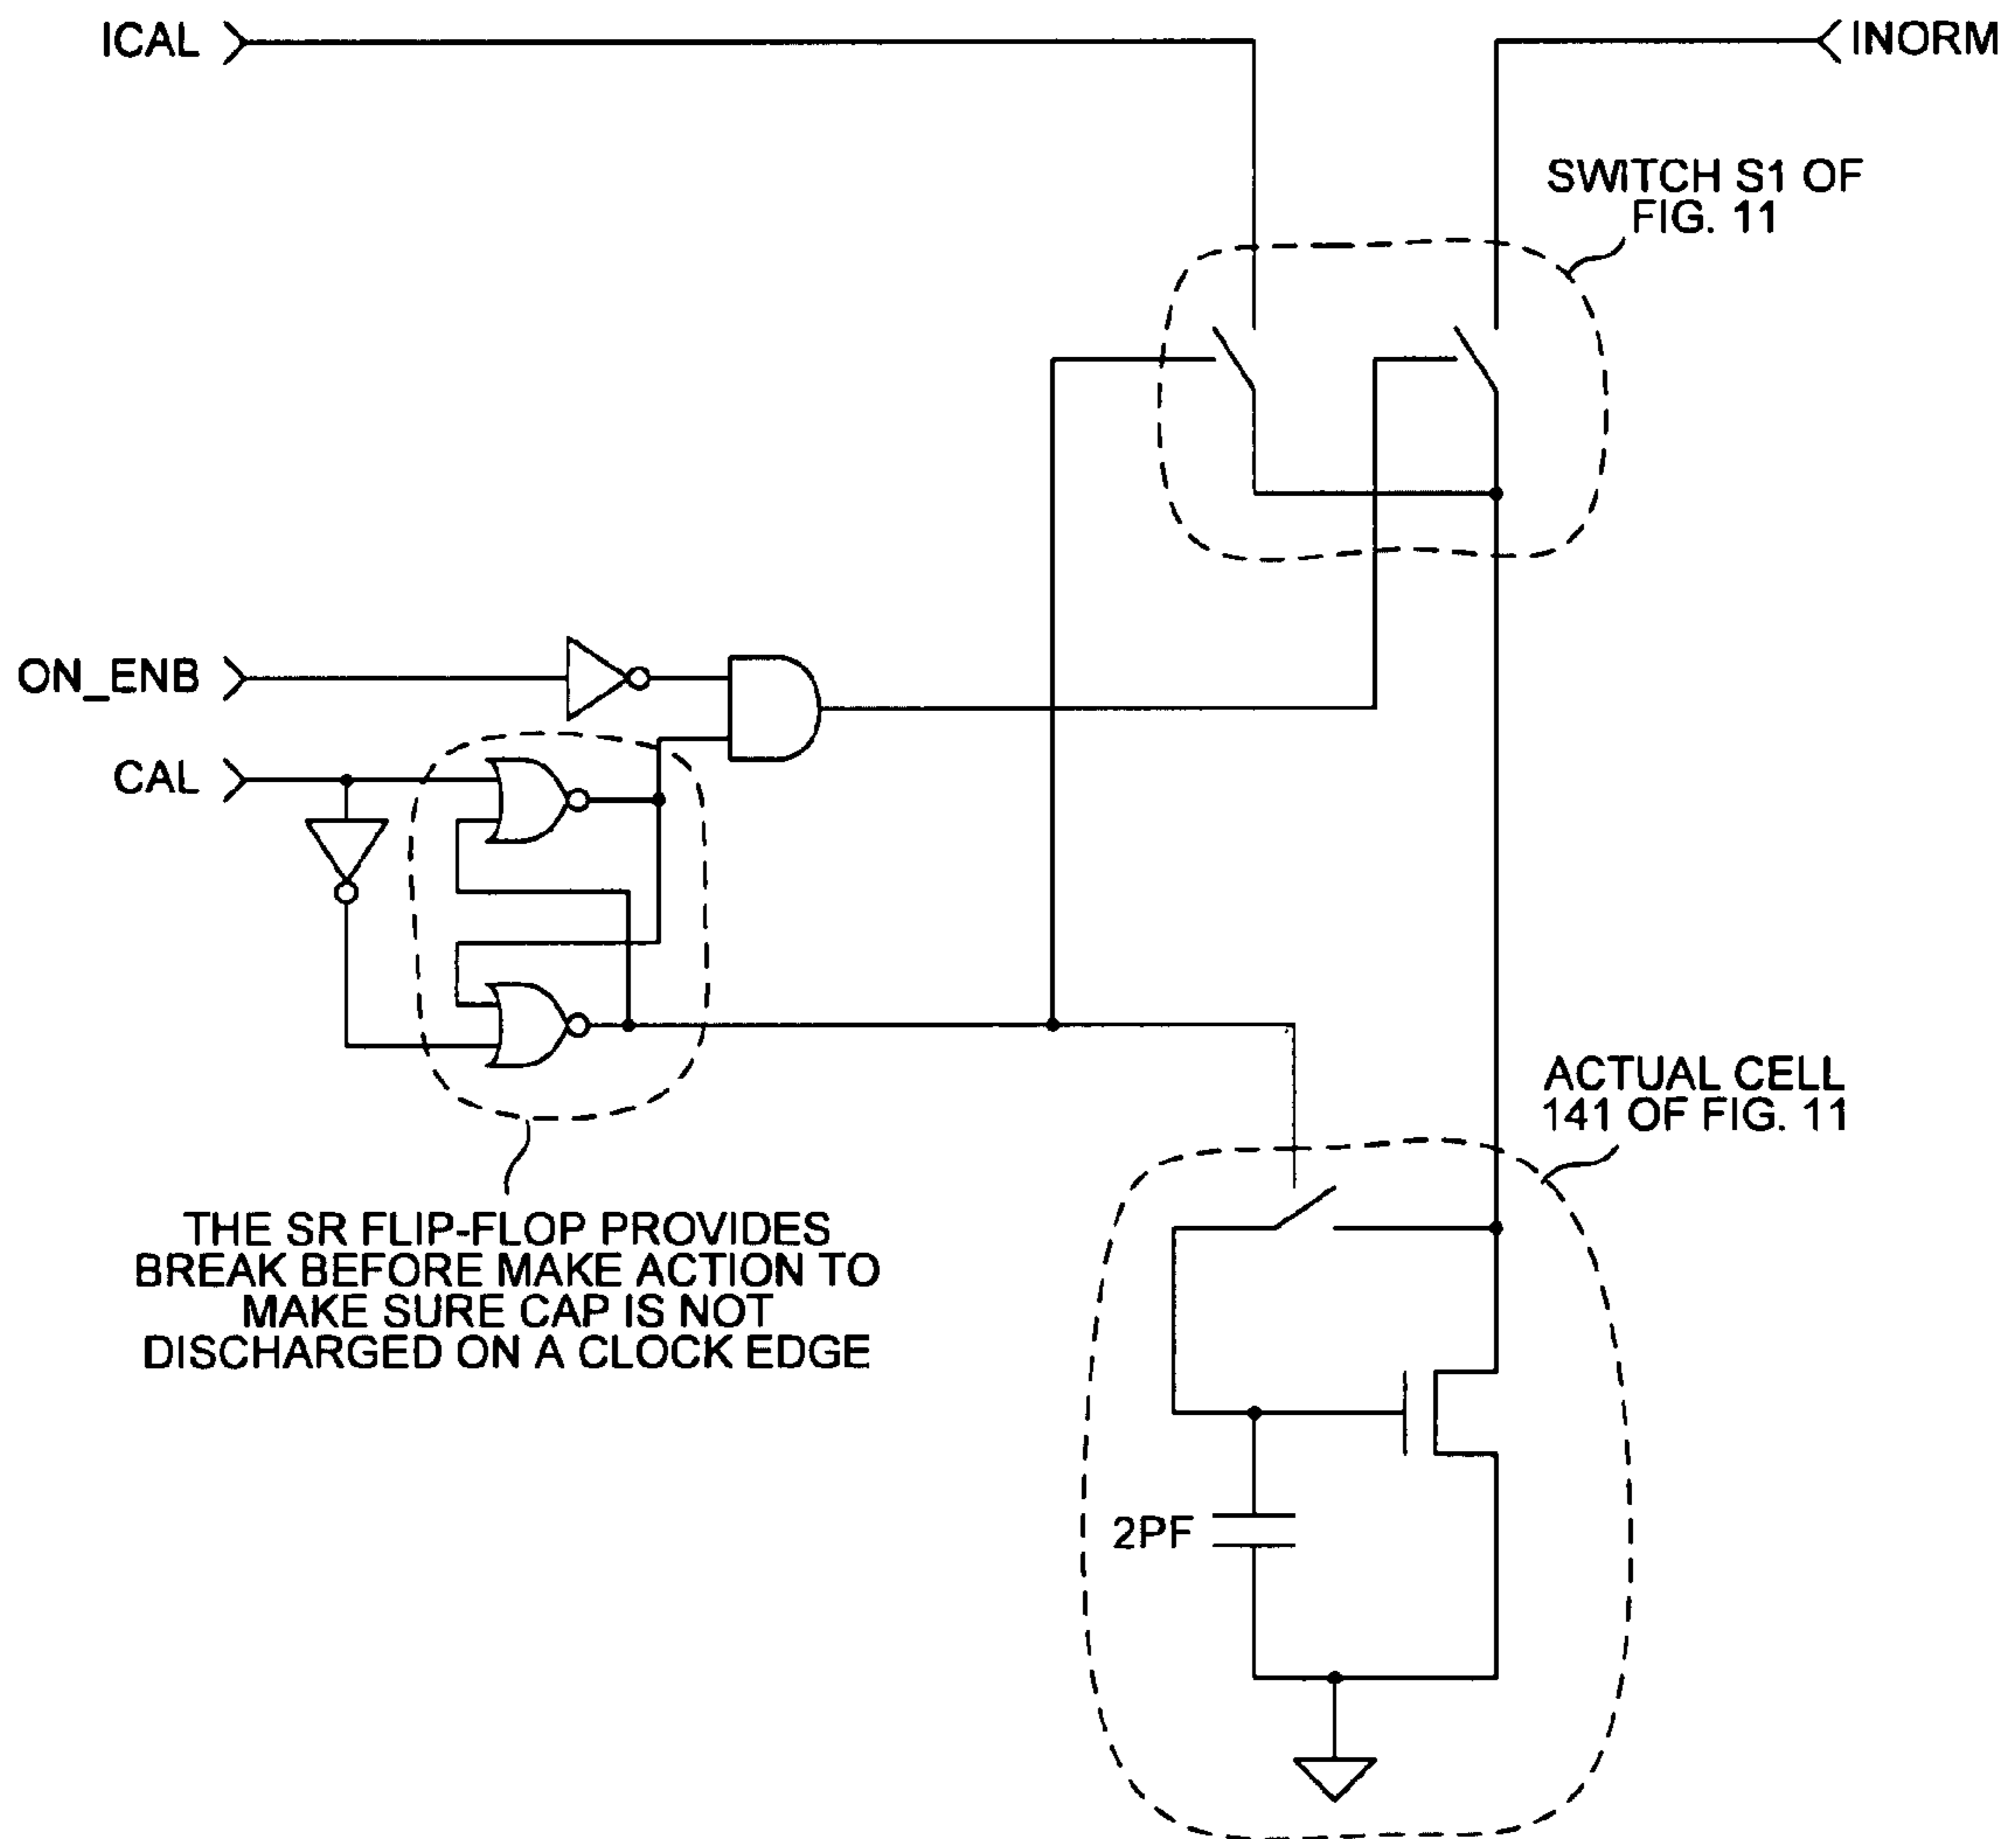 ICAL
INORM
SWITCH S1 OF
FIG. 11
ON_ENB
CAL
ACTUAL CELL
141 OF FIG. 11
THE SR FLIP-FLOP PROVIDES
BREAK BEFORE MAKE ACTION TO
MAKE SURE CAP IS NOT
DISCHARGED ON A CLOCK EDGE
2PF